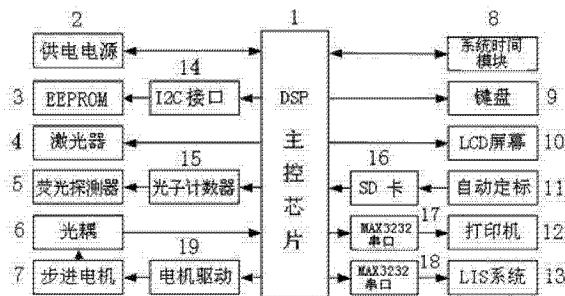 1
2
8
供电电源
系统时间
模块
14
3
EEPROM
I2C接口
DSP
主
控
芯
片
键盘
9
4
激光器
LCD屏幕
10
15
16
5
荧光探测器
光子计数器
SD 卡
自动定标
11
6
光耦
MAX3232
串口
17
打印机
12
19
7
步进电机
电机驱动
MAX3232
串口
18
LIS系统
13